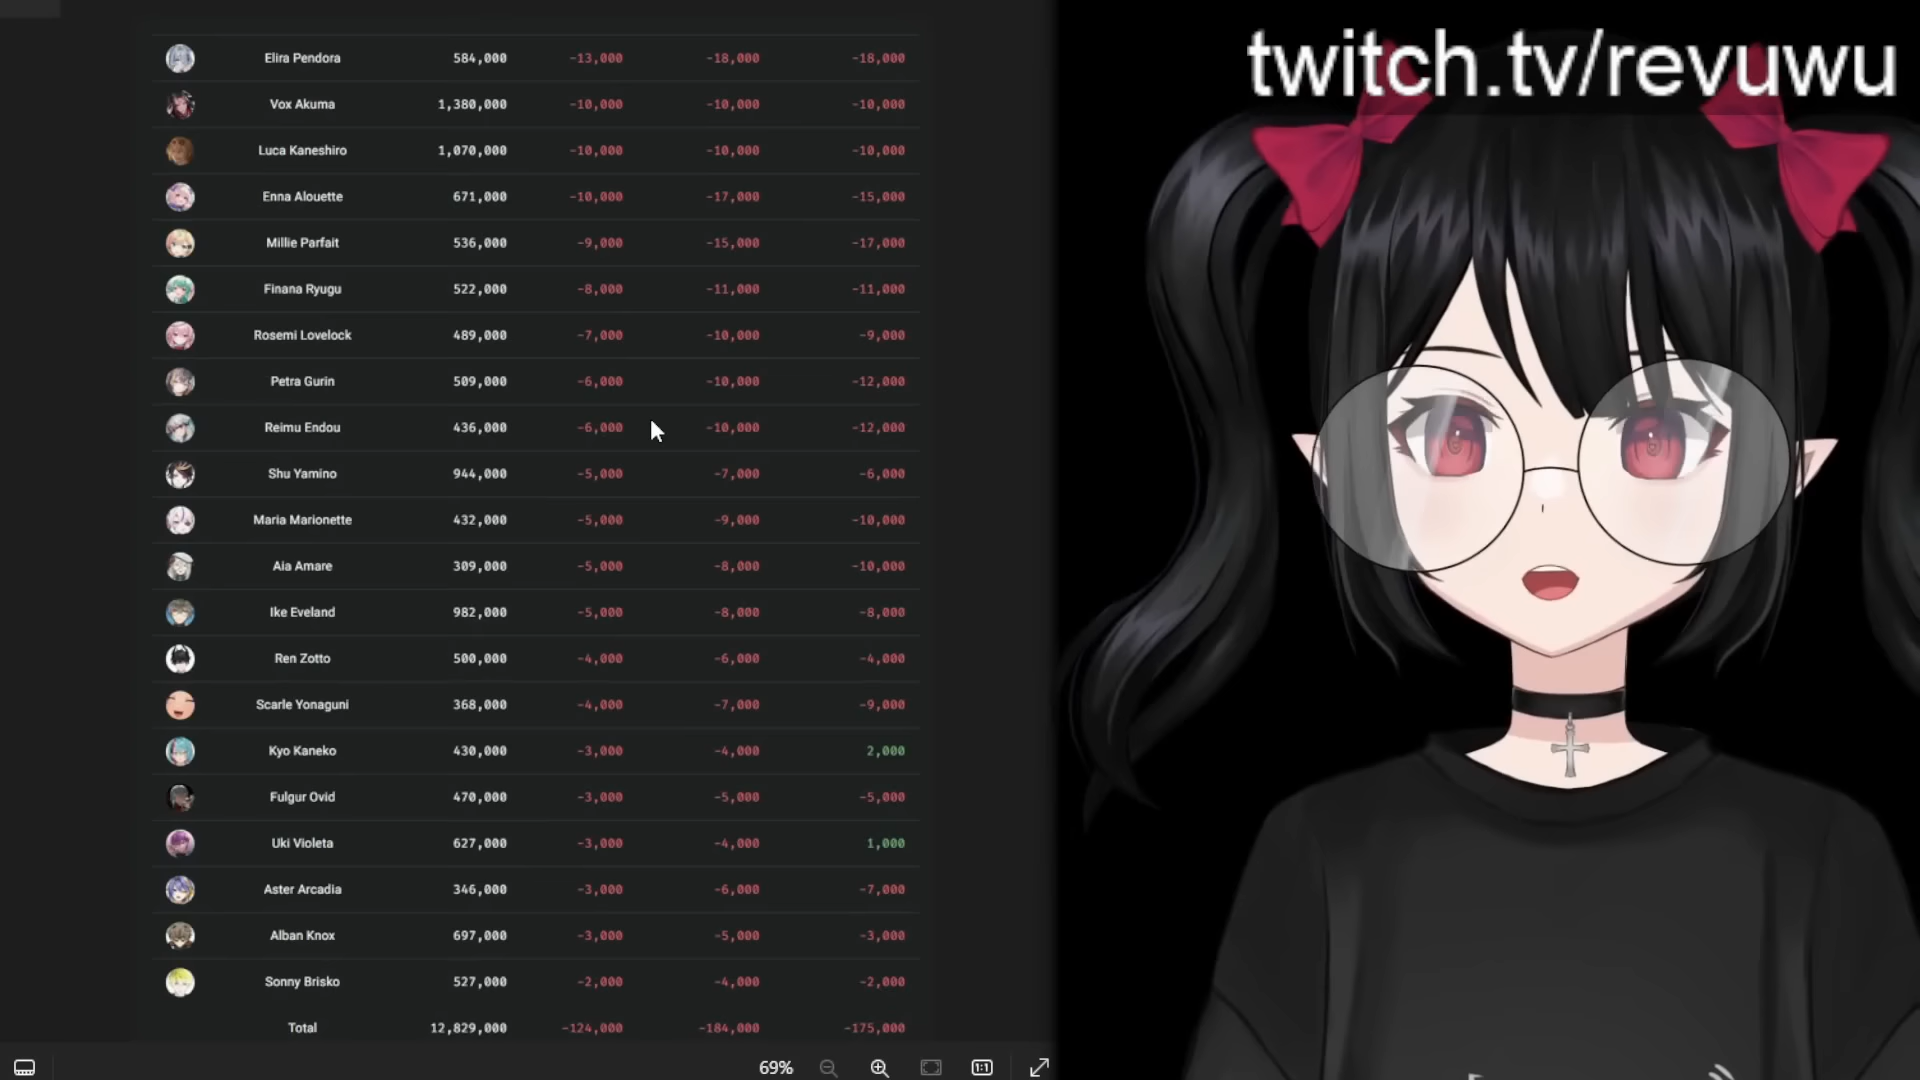 twitch.tv/revuwu
Elira Pendora 584,000 -13,000 -18,000 -18,000
Vox Akuma 1,380,000 -10,000 -10,000 -10,000
Luca Kaneshiro 1,070,000 -10,000 -10,000 -10,000
Enna Alouette 671,000 -10,000 -17,000 -15,000
Millie Parfait 536,000 -9,000 -15,000 -17,000
Finana Ryugu 522,000 -8,000 -11,000 -11,000
Rosemi Lovelock 489,000 -7,000 -10,000 -9,000
Petra Gurin 509,000 -6,000 -10,000 -12,000
Reimu Endou 436,000 -6,000 -10,000 -12,000
Shu Yamino 944,000 -5,000 -7,000 -6,000
Maria Marionette 432,000 -5,000 -9,000 -10,000
Aia Amare 309,000 -5,000 -8,000 -10,000
Ike Eveland 982,000 -5,000 -8,000 -8,000
Ren Zotto 500,000 -4,000 -6,000 -4,000
Scarle Yonaguni 368,000 -4,000 -7,000 -9,000
Kyo Kaneko 430,000 -3,000 -4,000 2,000
Fulgur Ovid 470,000 -3,000 -5,000 -5,000
Uki Violeta 627,000 -3,000 -4,000 1,000
Aster Arcadia 346,000 -3,000 -6,000 -7,000
Alban Knox 697,000 -3,000 -5,000 -3,000
Sonny Brisko 527,000 -2,000 -4,000 -2,000
Total 12,829,000 -124,000 -184,000 -175,000
69% 1:1